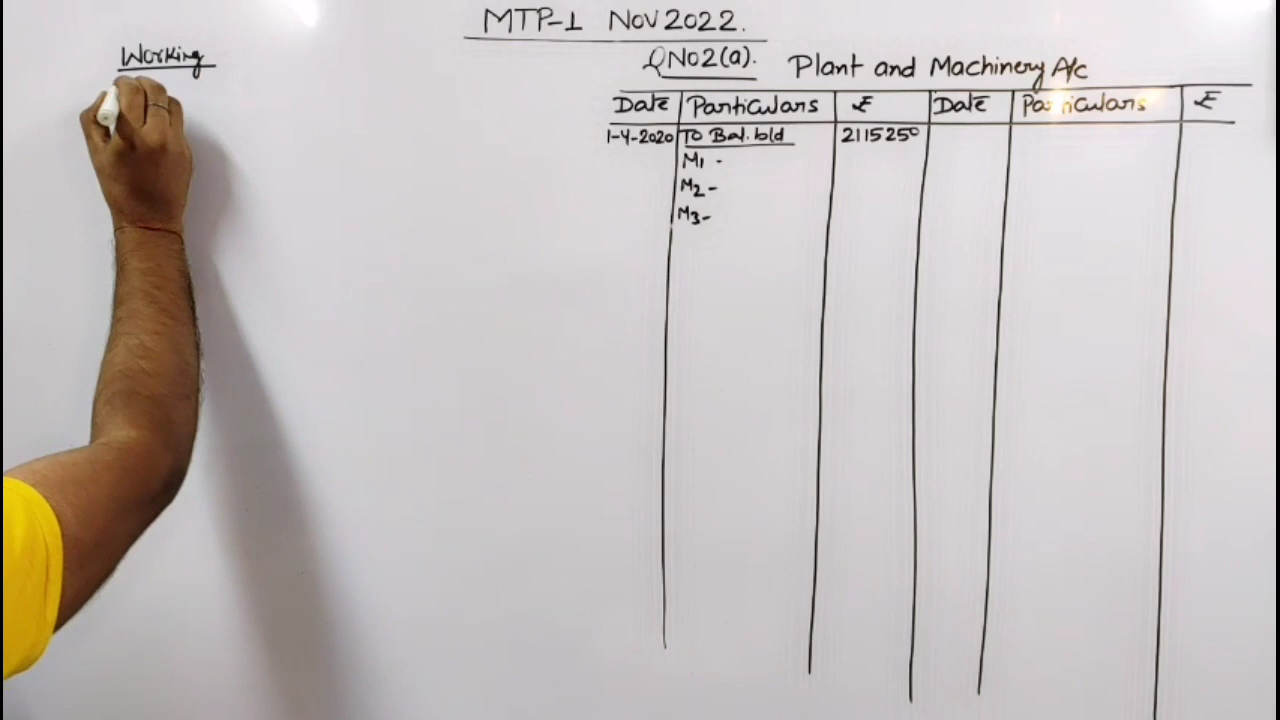 MTP-1 NOV 2022.
Working
QNO2(a). Plant and Machinery A/c
Date Particulars ₹ Date Particulars ₹
1-4-2020 To Bal. b/d 2115250
M1 -
M2 -
M3-